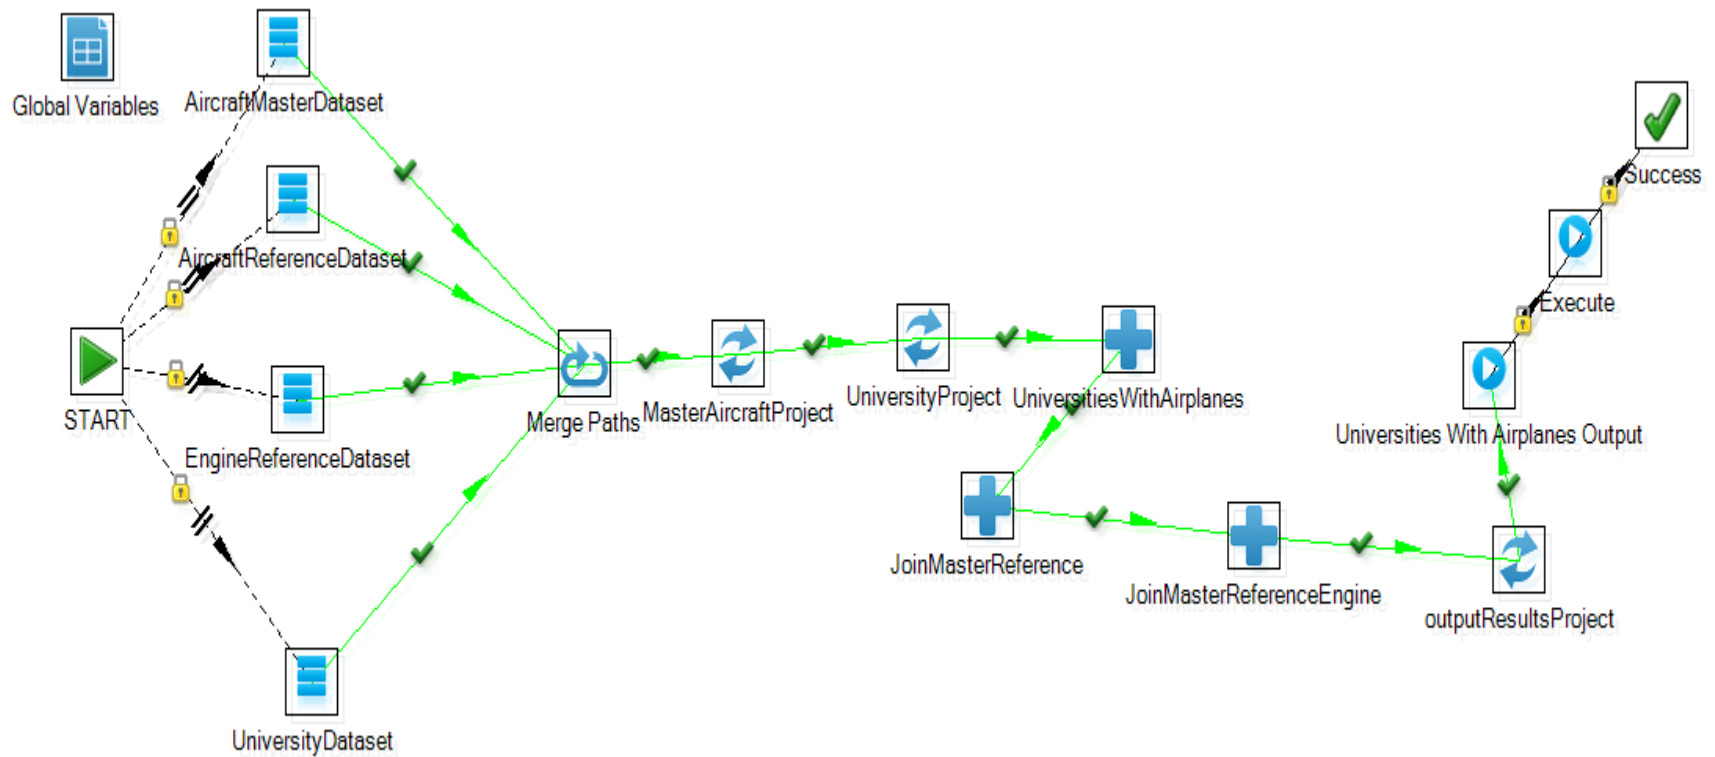 Global Variables
AircraftMasterDataset
AircraftReferenceDataset
START
EngineReferenceDataset
UniversityDataset
Merge Paths
MasterAircraftProject
UniversityProject
UniversitiesWithAirplanes
JoinMasterReference
JoinMasterReferenceEngine
outputResultsProject
Universities With Airplanes Output
Execute
Success